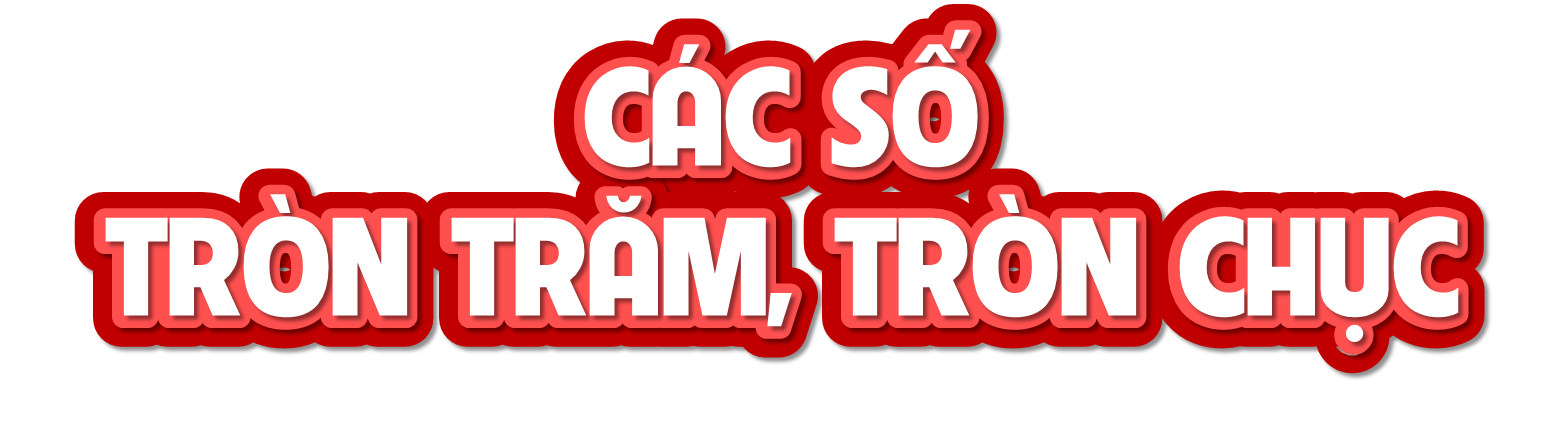 CÁC SỐ
TRÒN TRĂM, TRÒN CHỤC